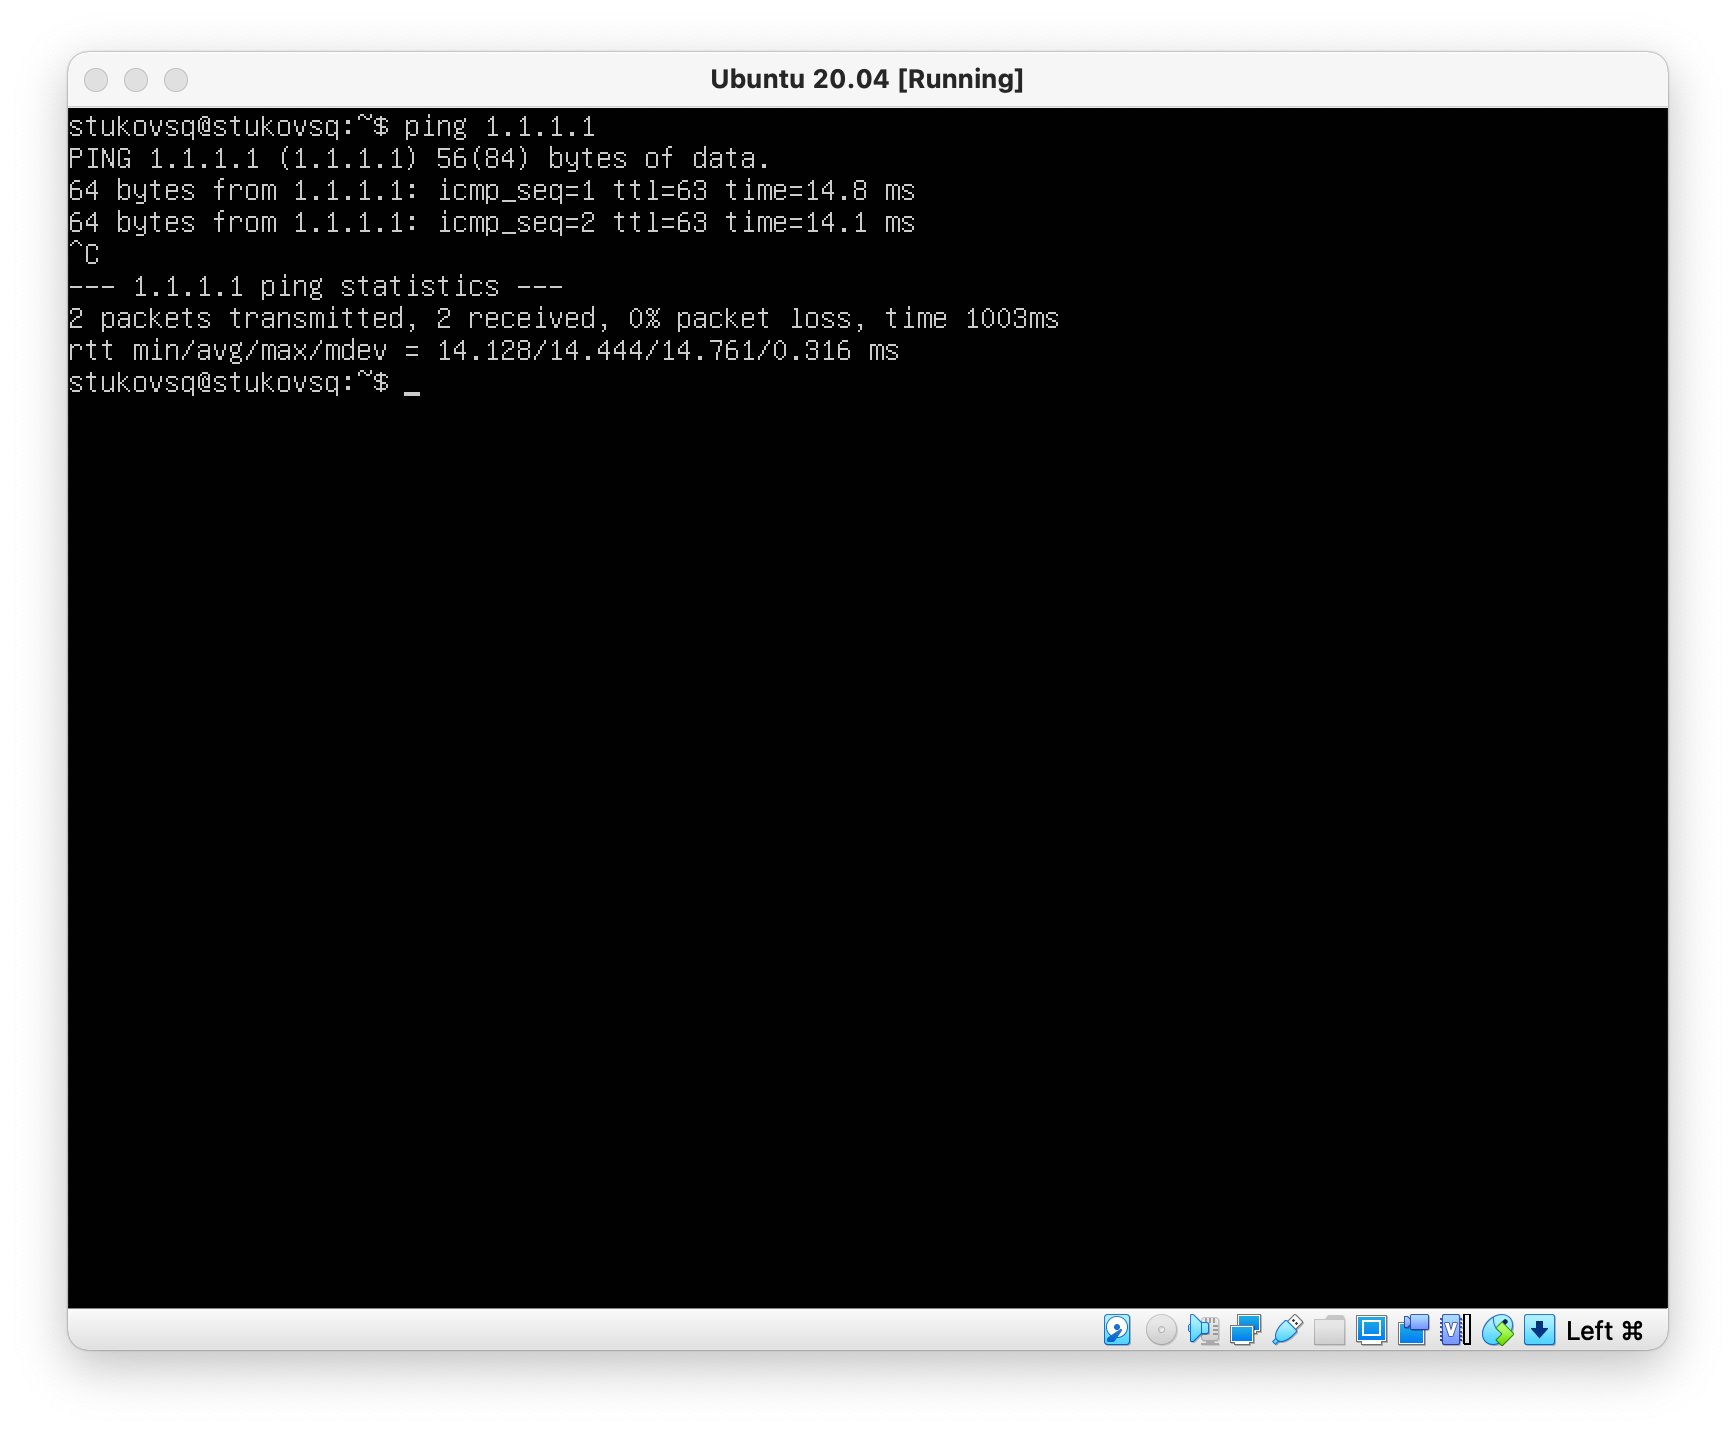 Ubuntu 20.04 [Running]
stukovsq@stukovsq:~$ ping 1.1.1.1
PING 1.1.1.1 (1.1.1.1) 56(84) bytes of data.
64 bytes from 1.1.1.1: icmp_seq=1 ttl=63 time=14.8 ms
64 bytes from 1.1.1.1: icmp_seq=2 ttl=63 time=14.1 ms
^C
--- 1.1.1.1 ping statistics ---
2 packets transmitted, 2 received, 0% packet loss, time 1003ms
rtt min/avg/max/mdev = 14.128/14.444/14.761/0.316 ms
stukovsq@stukovsq:~$ _
Left ⌘